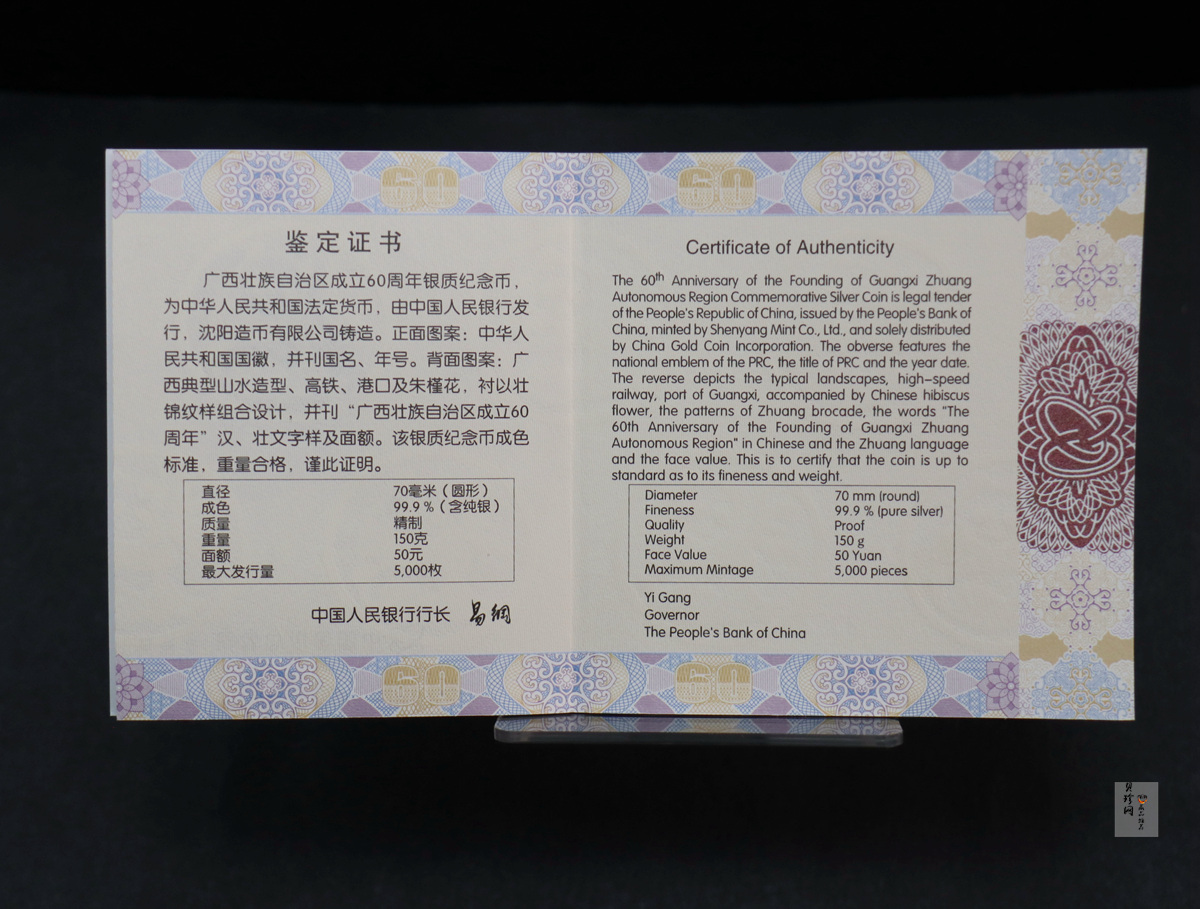 鉴定证书
广西壮族自治区成立60周年银质纪念币，
为中华人民共和国法定货币，由中国人民银行发
行，沈阳造币有限公司铸造。正面图案：中华人
民共和国国徽，并刊国名、年号。背面图案：广
西典型山水造型、高铁、港口及朱槿花，衬以壮
锦纹样组合设计，并刊“广西壮族自治区成立60
周年”汉、壮文字样及面额。该银质纪念币成色
标准，重量合格，谨此证明。
直径 70毫米（圆形）
成色 99.9％（含纯银）
质量 精制
重量 150克
面额 50元
最大发行量 5,000枚
中国人民银行行长 易纲
Certificate of Authenticity
The 60th Anniversary of the Founding of Guangxi Zhuang
Autonomous Region Commemorative Silver Coin is legal tender
of the People's Republic of China, issued by the People's Bank of
China, minted by Shenyang Mint Co., Ltd., and solely distributed
by China Gold Coin Incorporation. The obverse features the
national emblem of the PRC, the title of PRC and the year date.
The reverse depicts the typical landscapes, high-speed
railway, port of Guangxi, accompanied by Chinese hibiscus
flower, the patterns of Zhuang brocade, the words "The
60th Anniversary of the Founding of Guangxi Zhuang
Autonomous Region" in Chinese and the Zhuang language
and the face value. This is to certify that the coin is up to
standard as to its fineness and weight.
Diameter 70 mm (round)
Fineness 99.9 % (pure silver)
Quality Proof
Weight 150 g
Face Value 50 Yuan
Maximum Mintage 5,000 pieces
Yi Gang
Governor
The People's Bank of China